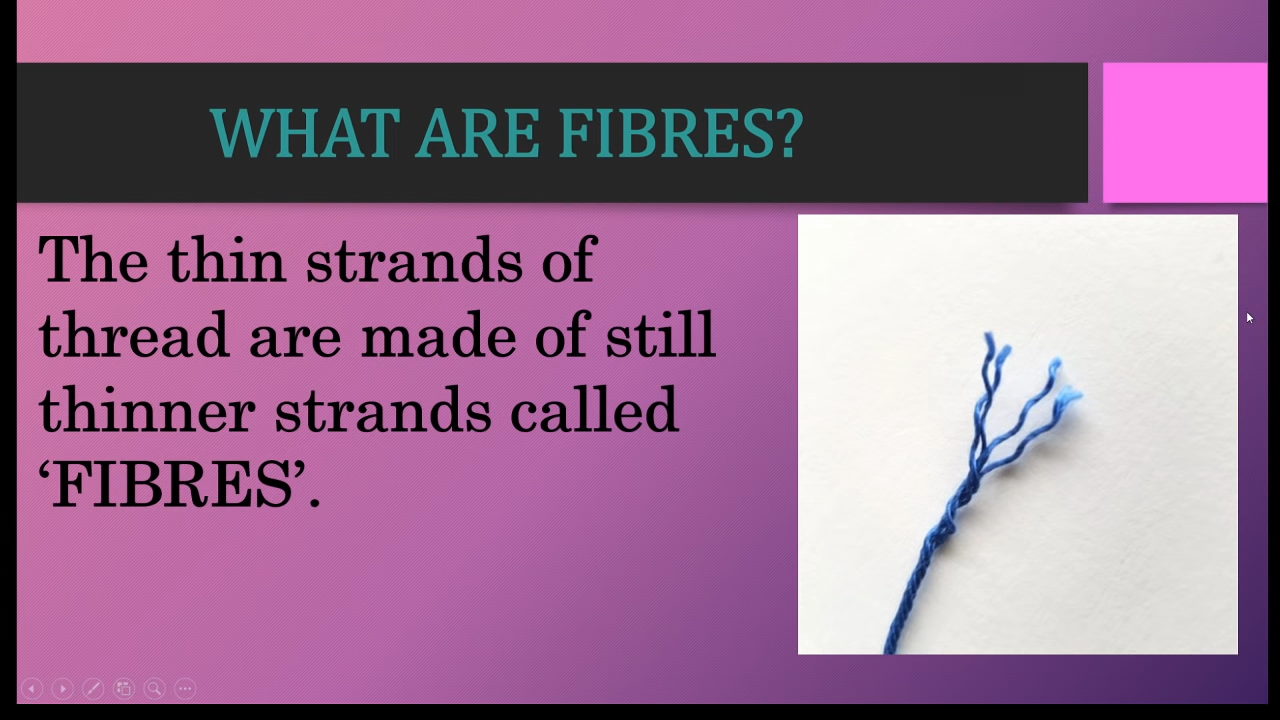 WHAT ARE FIBRES?
The thin strands of
thread are made of still
thinner strands called
‘FIBRES’.